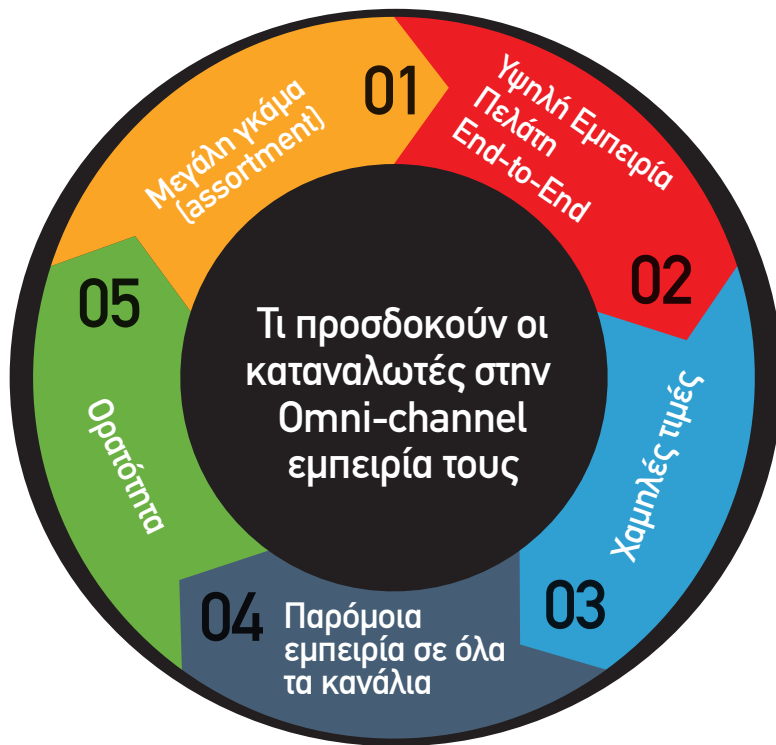 Τι προσδοκούν οι
καταναλωτές στην
Omni-channel
εμπειρία τους
01
Μεγάλη γκάμα
(assortment)
02
Υψηλή Εμπειρία
Πελάτη
End-to-End
03
Χαμηλές τιμές
04
Παρόμοια
εμπειρία σε όλα
τα κανάλια
05
Ορατότητα